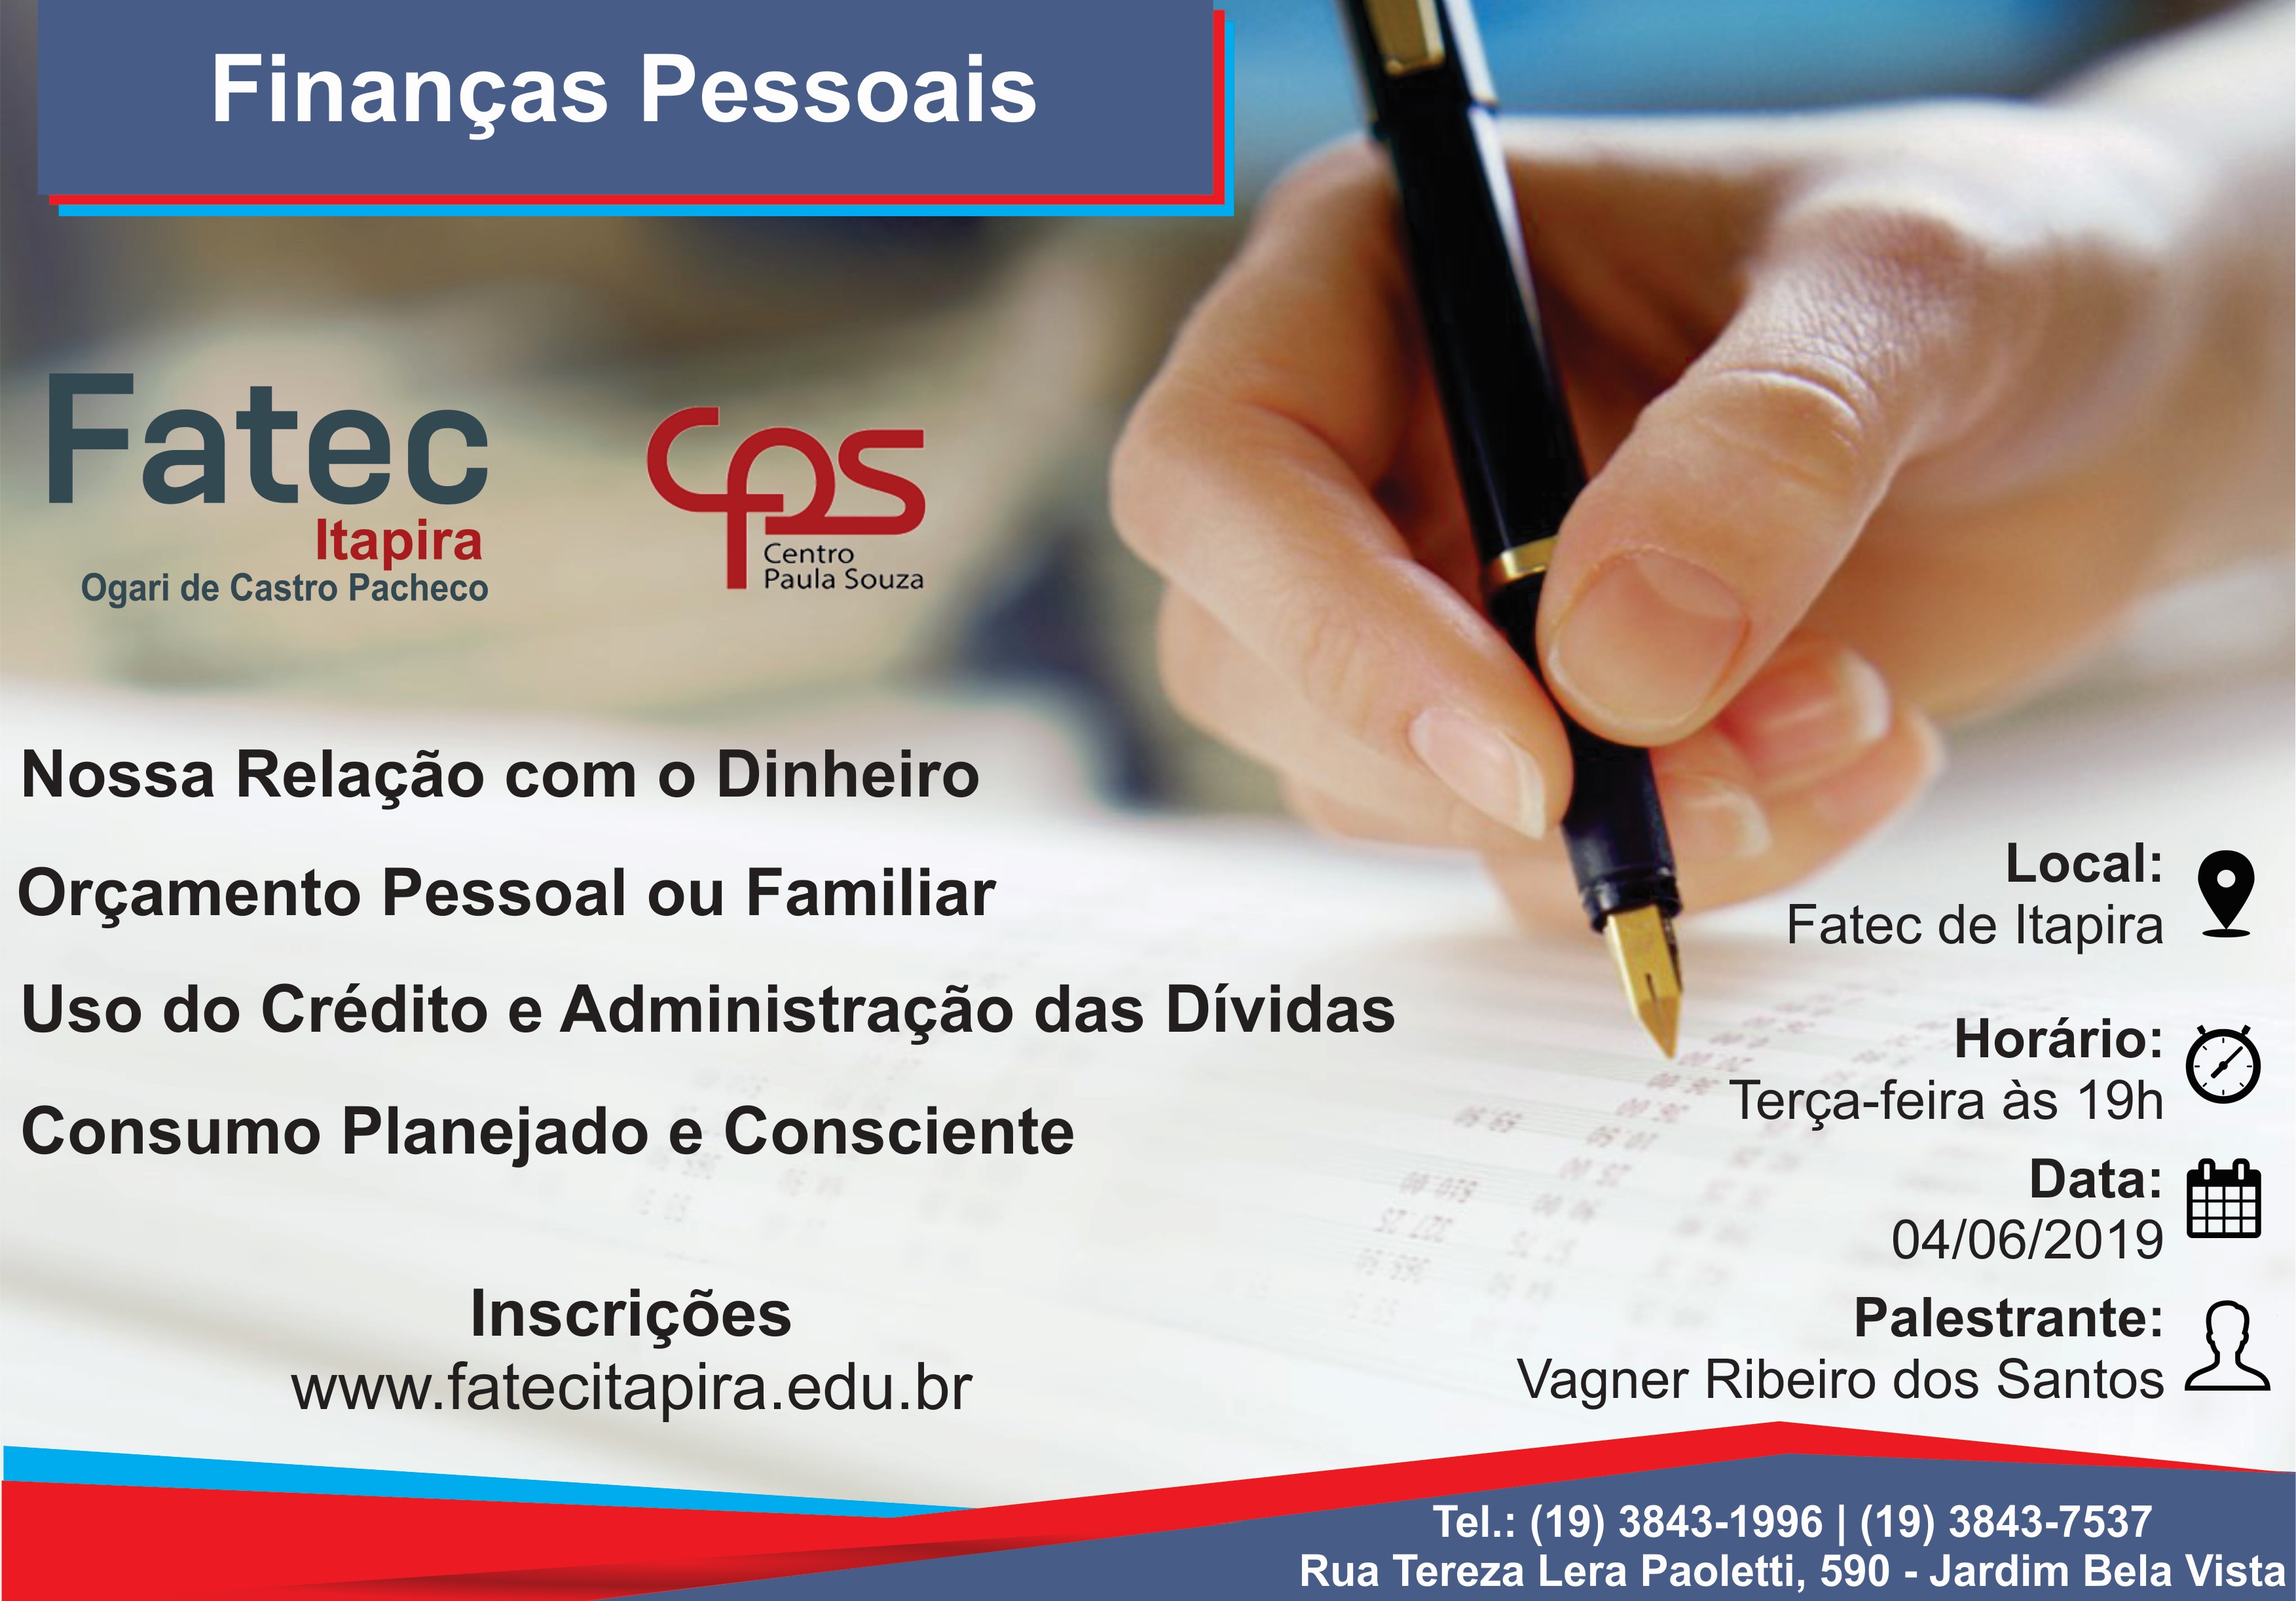 Finanças Pessoais
Fatec
Itapira
Ogari de Castro Pacheco
cps
Centro
Paula Souza
Nossa Relação com o Dinheiro
Orçamento Pessoal ou Familiar
Uso do Crédito e Administração das Dívidas
Consumo Planejado e Consciente
Inscrições
www.fatecitapira.edu.br
Local:
Fatec de Itapira
Horário:
Terça-feira às 19h
Data:
04/06/2019
Palestrante:
Vagner Ribeiro dos Santos
Tel.: (19) 3843-1996 | (19) 3843-7537
Rua Tereza Lera Paoletti, 590 - Jardim Bela Vista